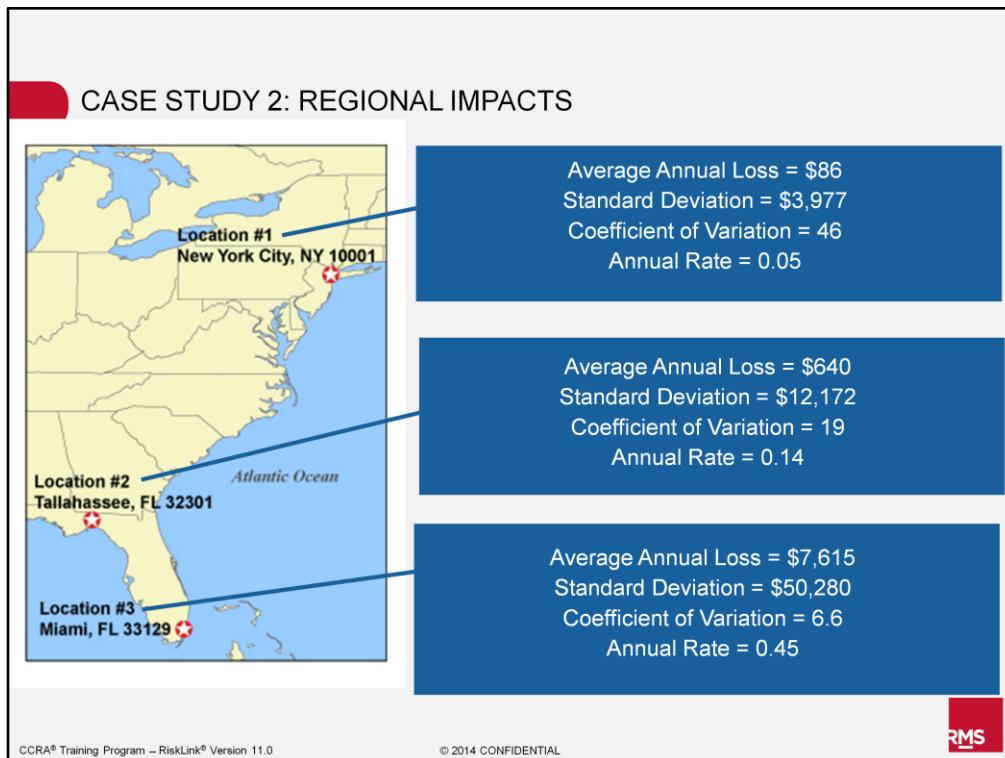 CASE STUDY 2: REGIONAL IMPACTS
Location #1
New York City, NY 10001
Average Annual Loss = $86
Standard Deviation = $3,977
Coefficient of Variation = 46
Annual Rate = 0.05
Atlantic Ocean
Location #2
Tallahassee, FL 32301
Average Annual Loss = $640
Standard Deviation = $12,172
Coefficient of Variation = 19
Annual Rate = 0.14
Location #3
Miami, FL 33129
Average Annual Loss = $7,615
Standard Deviation = $50,280
Coefficient of Variation = 6.6
Annual Rate = 0.45
CCRA® Training Program – RiskLink® Version 11.0
© 2014 CONFIDENTIAL
RMS